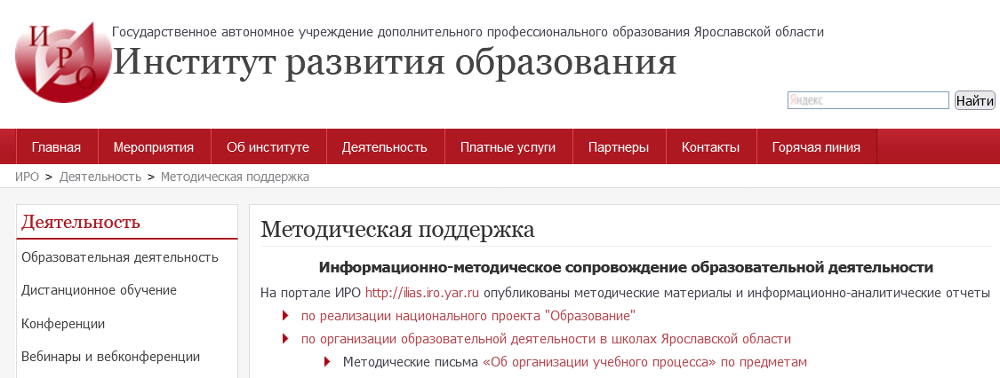 ИРО
Государственное автономное учреждение дополнительного профессионального образования Ярославской области
Институт развития образования
Яндекс
Найти
Главная
Мероприятия
Об институте
Деятельность
Платные услуги
Партнеры
Контакты
Горячая линия
ИРО > Деятельность > Методическая поддержка
Деятельность
Образовательная деятельность
Дистанционное обучение
Конференции
Вебинары и вебконференции
Методическая поддержка
Информационно-методическое сопровождение образовательной деятельности
На портале ИРО http://ilias.iro.yar.ru опубликованы методические материалы и информационно-аналитические отчеты
по реализации национального проекта "Образование"
по организации образовательной деятельности в школах Ярославской области
Методические письма «Об организации учебного процесса» по предметам